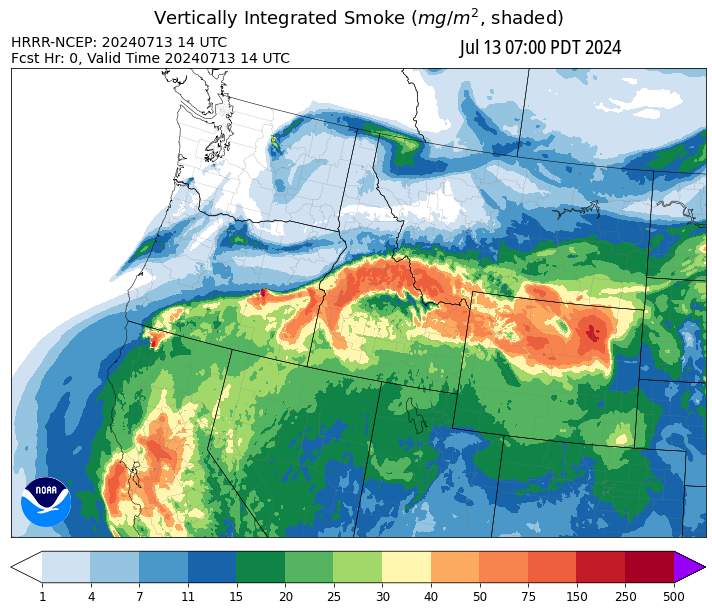 Vertically Integrated Smoke (mg/m², shaded)
HRRR-NCEP: 20240713 14 UTC
Jul 13 07:00 PDT 2024
Fcst Hr: 0, Valid Time 20240713 14 UTC
NOAA
1 4 7 11 15 20 25 30 40 50 75 150 250 500